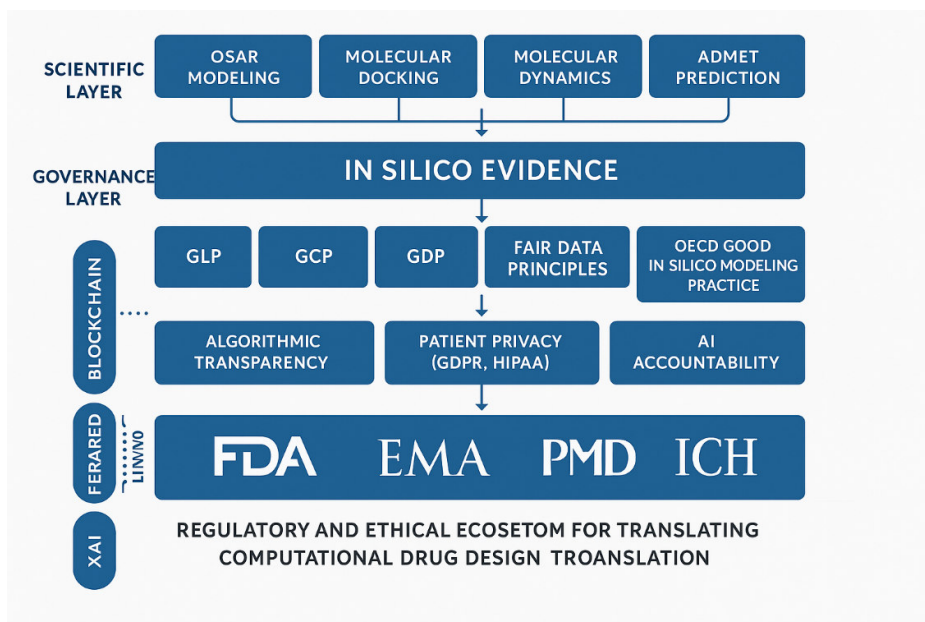 SCIENTIFIC
LAYER
OSAR
MODELING
MOLECULAR
DOCKING
MOLECULAR
DYNAMICS
ADMET
PREDICTION
GOVERNANCE
LAYER
IN SILICO EVIDENCE
BLOCKCHAIN
GLP
GCP
GDP
FAIR DATA
PRINCIPLES
OECD GOOD
IN SILICO MODELING
PRACTICE
ALGORITHMIC
TRANSPARENCY
PATIENT PRIVACY
(GDPR, HIPAA)
AI
ACCOUNTABILITY
FERARED
FDA
EMA
PMD
ICH
XAI
REGULATORY AND ETHICAL ECOSETOM FOR TRANSLATING
COMPUTATIONAL DRUG DESIGN TROANSLATION